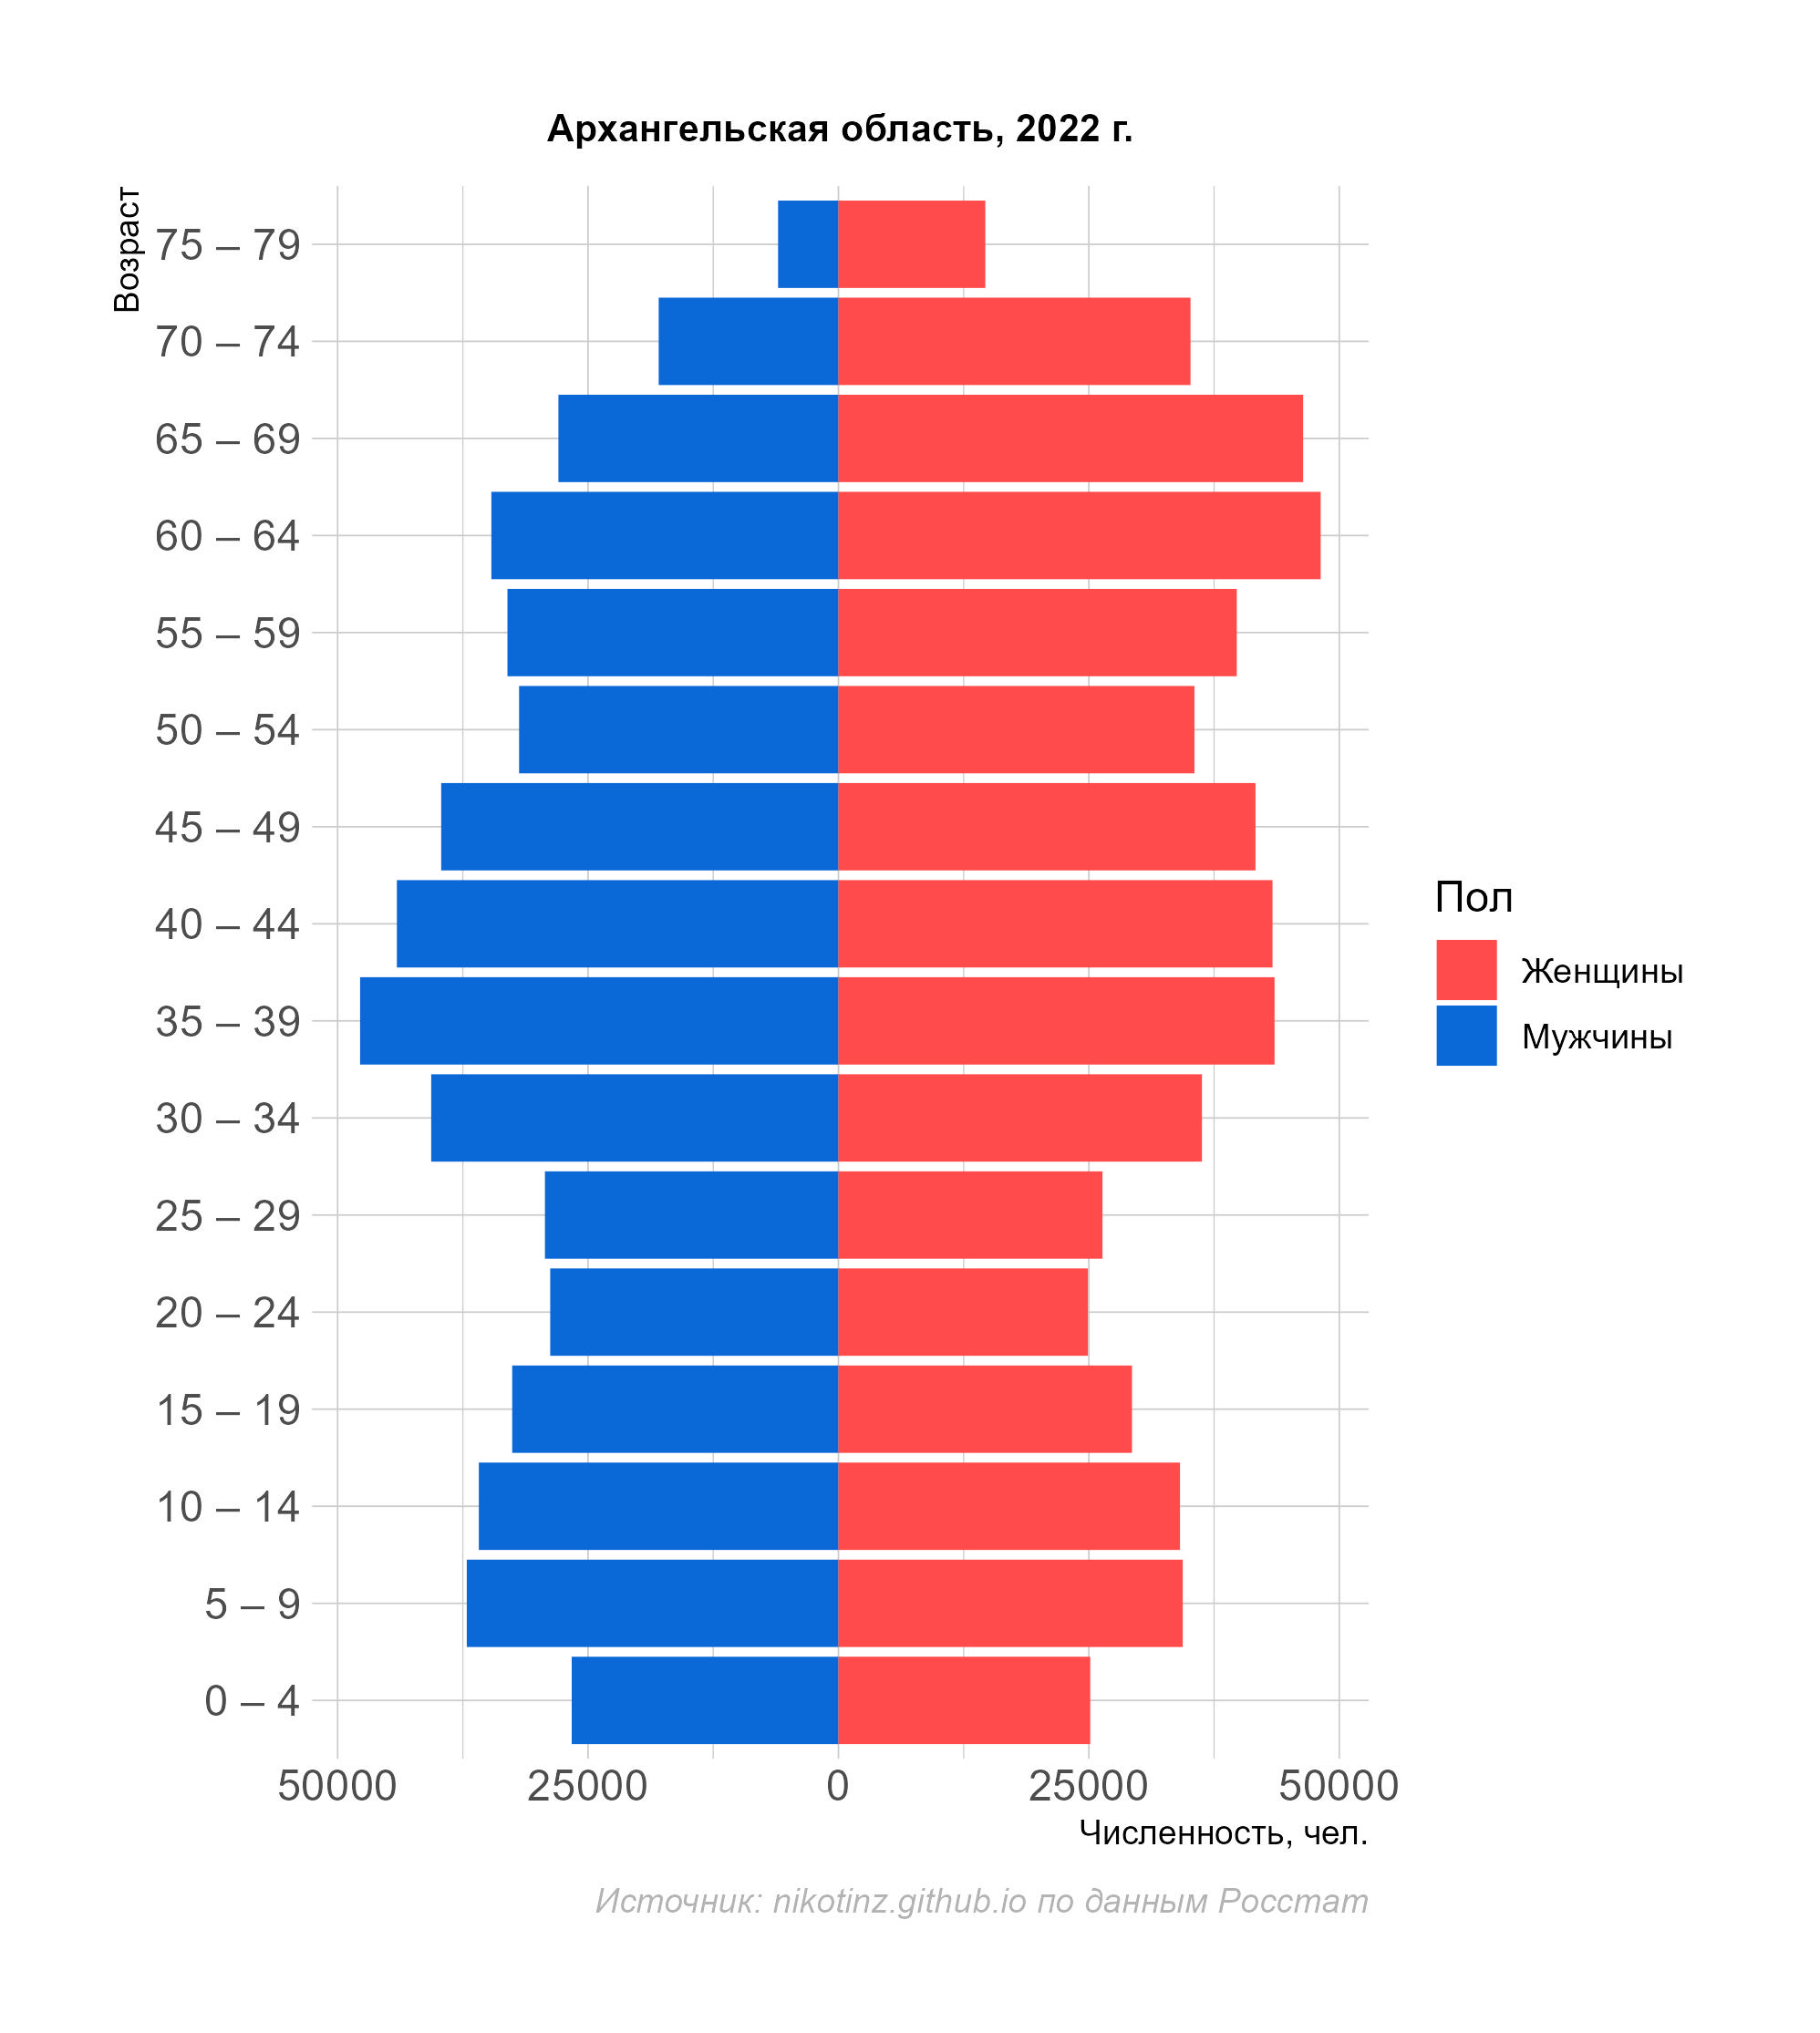 Архангельская область, 2022 г.
Возраст
75 – 79
70 – 74
65 – 69
60 – 64
55 – 59
50 – 54
45 – 49
40 – 44
35 – 39
30 – 34
25 – 29
20 – 24
15 – 19
10 – 14
5 – 9
0 – 4
50000 25000 0 25000 50000
Численность, чел.
Пол
Женщины
Мужчины
Источник: nikotinz.github.io по данным Росстат